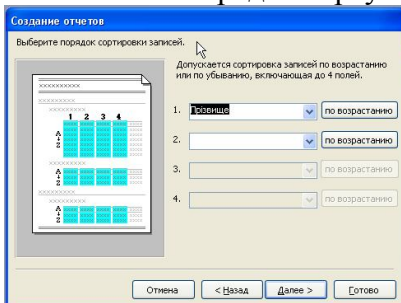 Создание отчетов
Выберите порядок сортировки записей.
Допускается сортировка записей по возрастанию
или по убыванию, включающая до 4 полей.
1. Прізвище по возрастанию
2. по возрастанию
3. по возрастанию
4. по возрастанию
1 2 3 4
A
Z
A
Z
A
Z
Отмена < Назад Далее > Готово